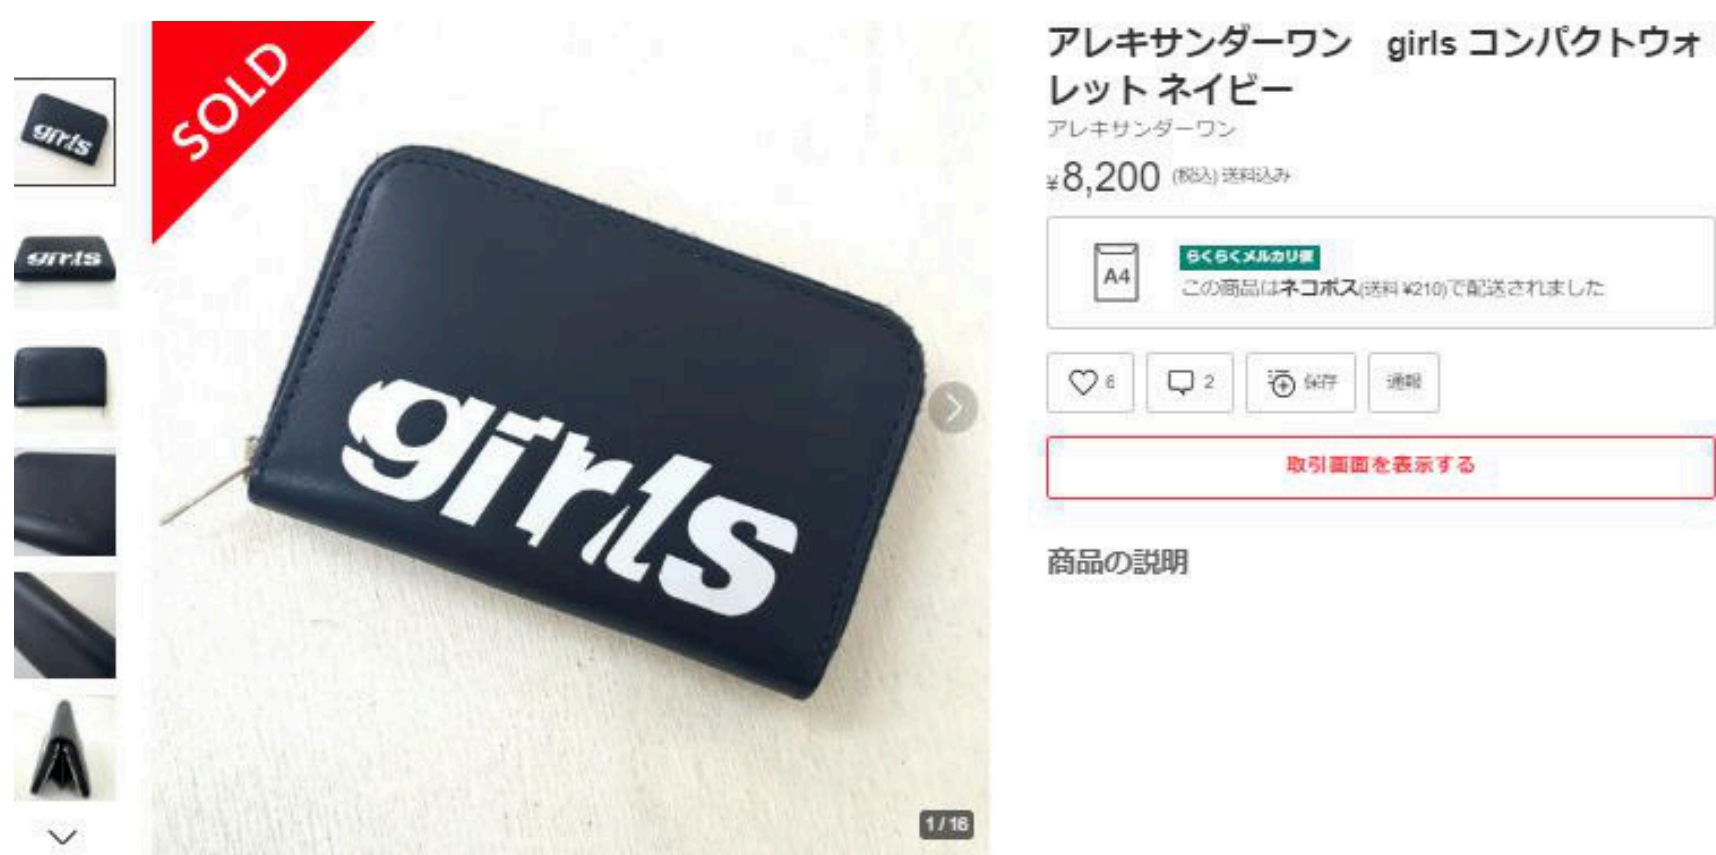 SOLD
girls
1 / 16
アレキサンダーワン　girls コンパクトウォ
レット ネイビー
アレキサンダーワン
¥8,200 (税込) 送料込み
A4
らくらくメルカリ便
この商品はネコポス(送料 ¥210)で配送されました
6
2
保存
通報
取引画面を表示する
商品の説明